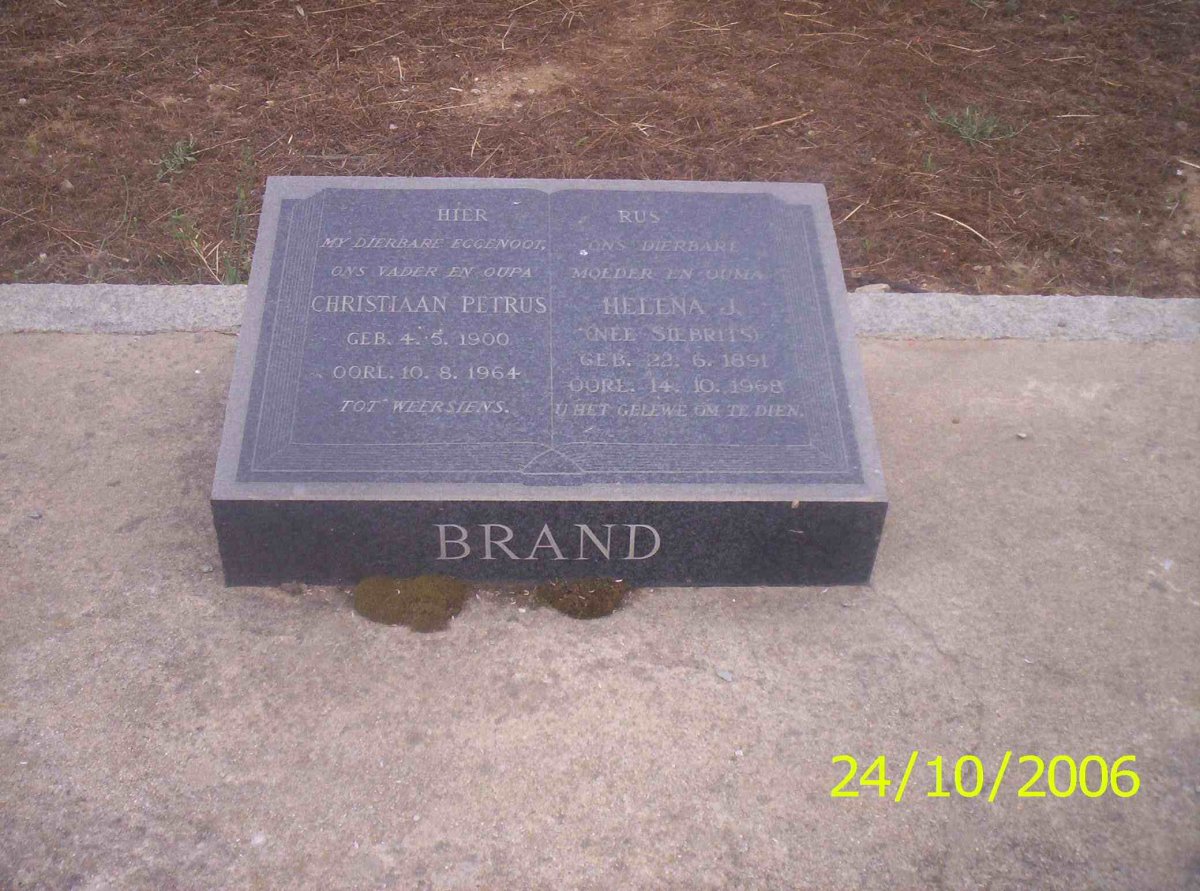 HIER RUS
MY DIERBARE EGGENOOT,
ONS VADER EN OUPA
CHRISTIAAN PETRUS
GEB. 4. 5. 1900
OORL. 10. 8. 1964
TOT WEERSIENS.
ONS DIERBARE
MOEDER EN OUMA
HELENA J.
(NEE SIEBRITS)
GEB. 22. 6. 1891
OORL. 14. 10. 1968
U HET GELEWE OM TE DIEN.
BRAND
24/10/2006